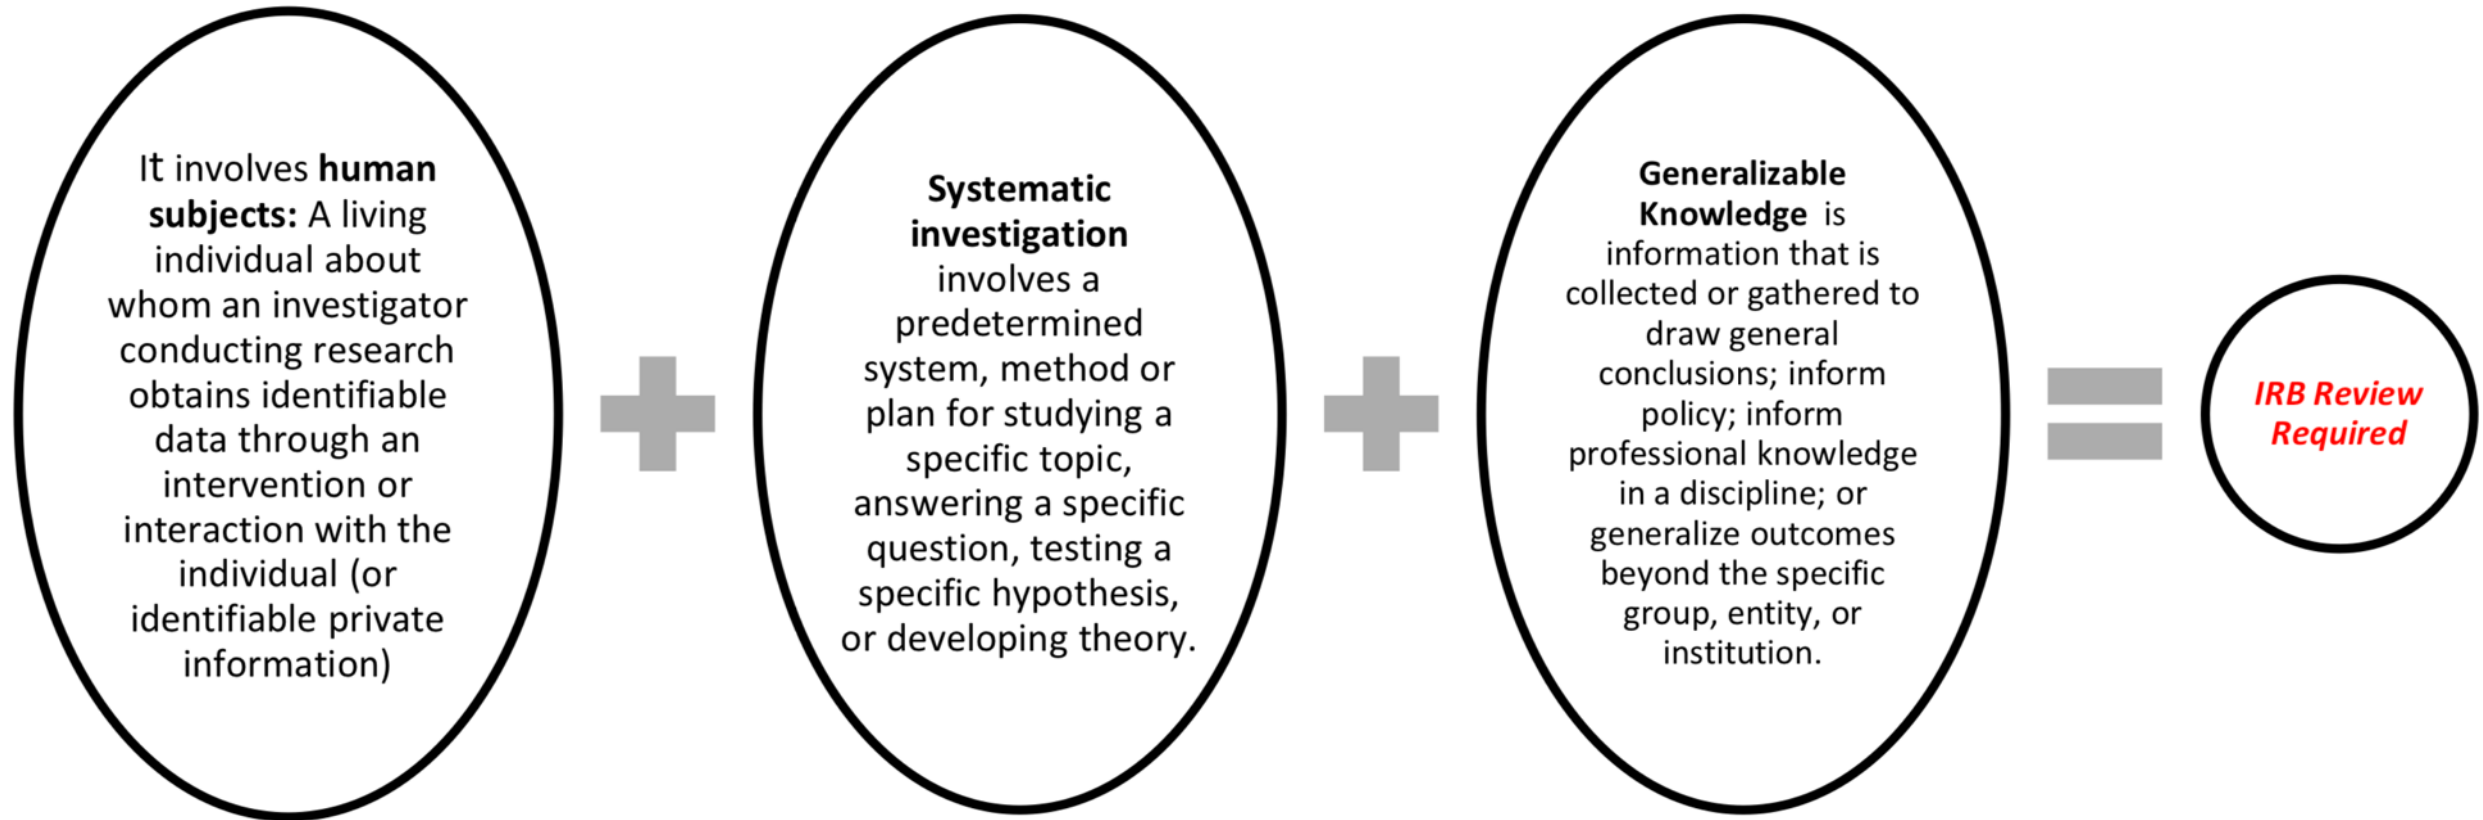 It involves human
subjects: A living
individual about
whom an investigator
conducting research
obtains identifiable
data through an
intervention or
interaction with the
individual (or
identifiable private
information)
Systematic
investigation
involves a
predetermined
system, method or
plan for studying a
specific topic,
answering a specific
question, testing a
specific hypothesis,
or developing theory.
Generalizable
Knowledge is
information that is
collected or gathered to
draw general
conclusions; inform
policy; inform
professional knowledge
in a discipline; or
generalize outcomes
beyond the specific
group, entity, or
institution.
IRB Review
Required